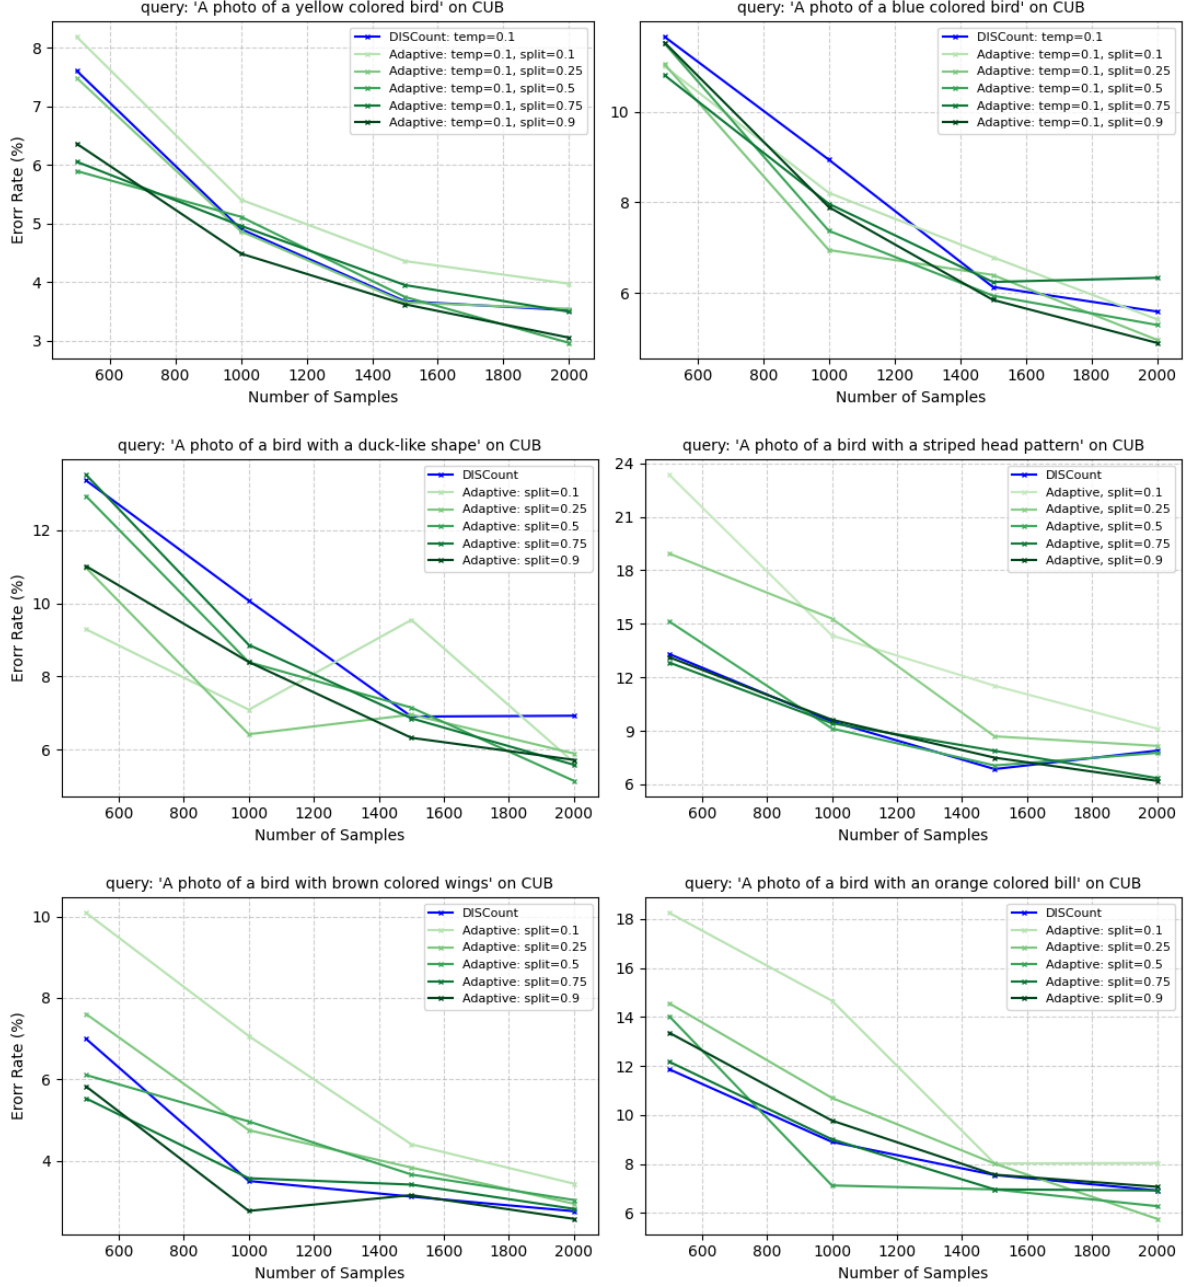 query: 'A photo of a yellow colored bird' on CUB
DISCount: temp=0.1
Adaptive: temp=0.1, split=0.1
Adaptive: temp=0.1, split=0.25
Adaptive: temp=0.1, split=0.5
Adaptive: temp=0.1, split=0.75
Adaptive: temp=0.1, split=0.9
Erorr Rate (%)
8
7
6
5
4
3
600 800 1000 1200 1400 1600 1800 2000
Number of Samples
query: 'A photo of a blue colored bird' on CUB
DISCount: temp=0.1
Adaptive: temp=0.1, split=0.1
Adaptive: temp=0.1, split=0.25
Adaptive: temp=0.1, split=0.5
Adaptive: temp=0.1, split=0.75
Adaptive: temp=0.1, split=0.9
10
8
6
600 800 1000 1200 1400 1600 1800 2000
Number of Samples
query: 'A photo of a bird with a duck-like shape' on CUB
DISCount
Adaptive: split=0.1
Adaptive: split=0.25
Adaptive: split=0.5
Adaptive: split=0.75
Adaptive: split=0.9
Erorr Rate (%)
12
10
8
6
600 800 1000 1200 1400 1600 1800 2000
Number of Samples
query: 'A photo of a bird with a striped head pattern' on CUB
DISCount
Adaptive, split=0.1
Adaptive, split=0.25
Adaptive, split=0.5
Adaptive, split=0.75
Adaptive, split=0.9
24
21
18
15
12
9
6
600 800 1000 1200 1400 1600 1800 2000
Number of Samples
query: 'A photo of a bird with brown colored wings' on CUB
DISCount
Adaptive: split=0.1
Adaptive: split=0.25
Adaptive: split=0.5
Adaptive: split=0.75
Adaptive: split=0.9
Erorr Rate (%)
10
8
6
4
600 800 1000 1200 1400 1600 1800 2000
Number of Samples
query: 'A photo of a bird with an orange colored bill' on CUB
DISCount
Adaptive: split=0.1
Adaptive: split=0.25
Adaptive: split=0.5
Adaptive: split=0.75
Adaptive: split=0.9
18
16
14
12
10
8
6
600 800 1000 1200 1400 1600 1800 2000
Number of Samples